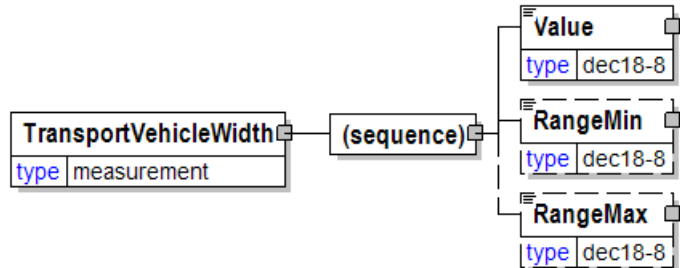 TransportVehicleWidth
type measurement
(sequence)
Value
type dec18-8
RangeMin
type dec18-8
RangeMax
type dec18-8